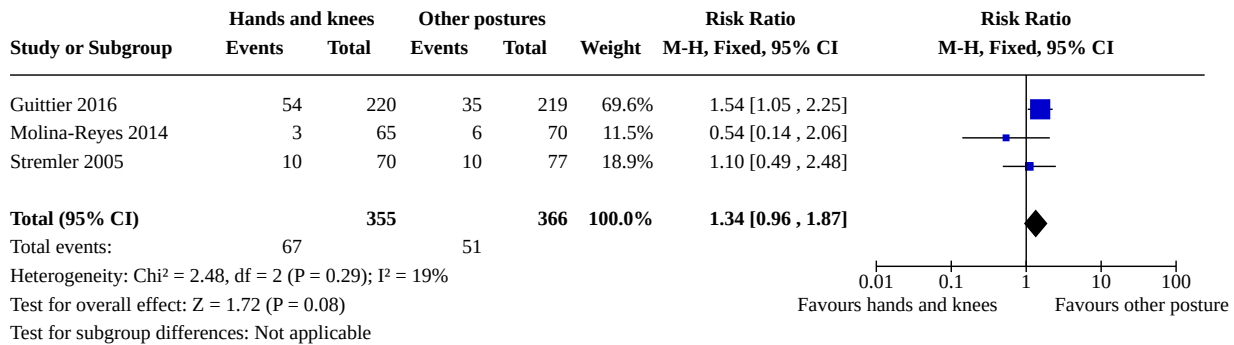 Hands and knees Other postures Risk Ratio Risk Ratio
Study or Subgroup Events Total Events Total Weight M-H, Fixed, 95% CI M-H, Fixed, 95% CI
Guittier 2016 54 220 35 219 69.6% 1.54 [1.05 , 2.25]
Molina-Reyes 2014 3 65 6 70 11.5% 0.54 [0.14 , 2.06]
Stremler 2005 10 70 10 77 18.9% 1.10 [0.49 , 2.48]
Total (95% CI) 355 366 100.0% 1.34 [0.96 , 1.87]
Total events: 67 51
Heterogeneity: Chi² = 2.48, df = 2 (P = 0.29); I² = 19%
Test for overall effect: Z = 1.72 (P = 0.08)
Test for subgroup differences: Not applicable
0.01 0.1 1 10 100
Favours hands and knees Favours other posture